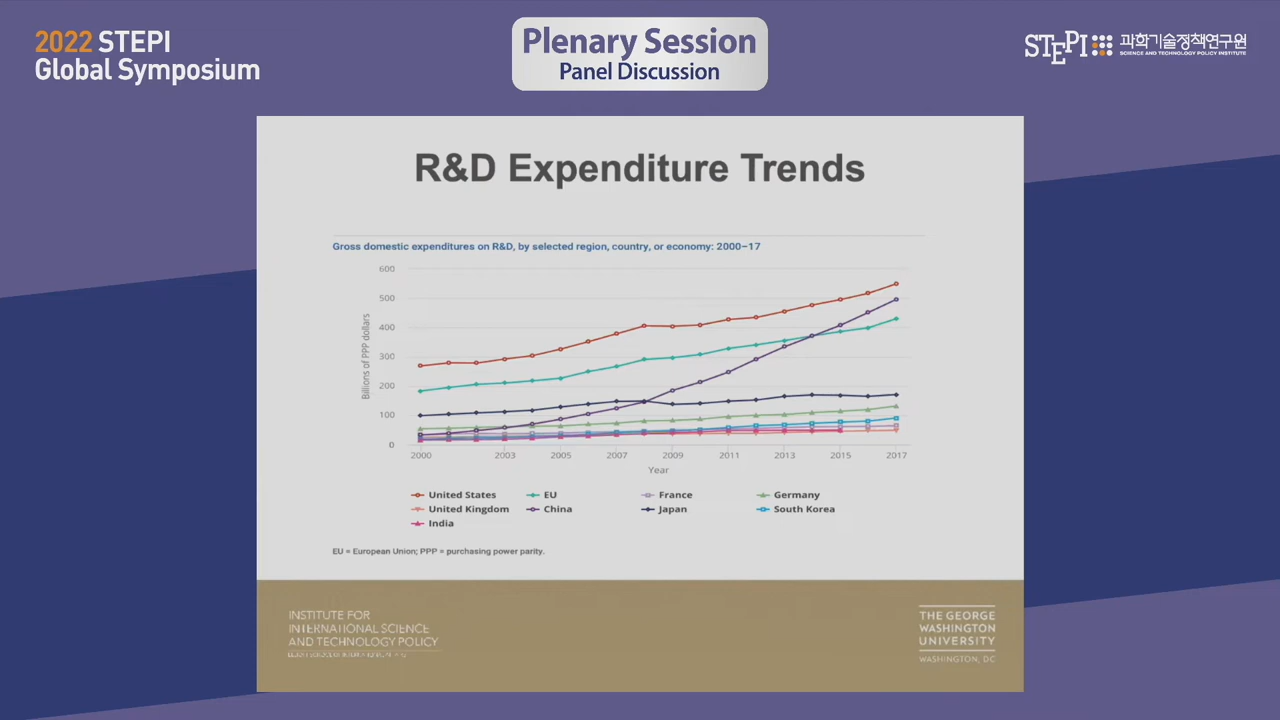 2022 STEPI
Global Symposium
Plenary Session
Panel Discussion
STEPI 과학기술정책연구원
SCIENCE AND TECHNOLOGY POLICY INSTITUTE
R&D Expenditure Trends
Gross domestic expenditures on R&D, by selected region, country, or economy: 2000–17
Billions of PPP dollars
600
500
400
300
200
100
0
2000 2003 2005 2007 2009 2011 2013 2015 2017
Year
United States EU France Germany
United Kingdom China Japan South Korea
India
EU = European Union; PPP = purchasing power parity.
INSTITUTE FOR
INTERNATIONAL SCIENCE
AND TECHNOLOGY POLICY
THE GEORGE
WASHINGTON
UNIVERSITY
WASHINGTON, DC